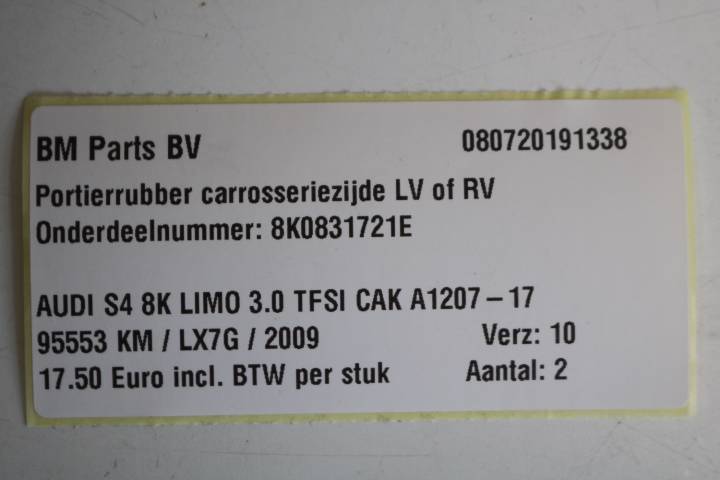 BM Parts BV 080720191338
Portierrubber carrosseriezijde LV of RV
Onderdeelnummer: 8K0831721E
AUDI S4 8K LIMO 3.0 TFSI CAK A1207 – 17
95553 KM / LX7G / 2009 Verz: 10
17.50 Euro incl. BTW per stuk Aantal: 2